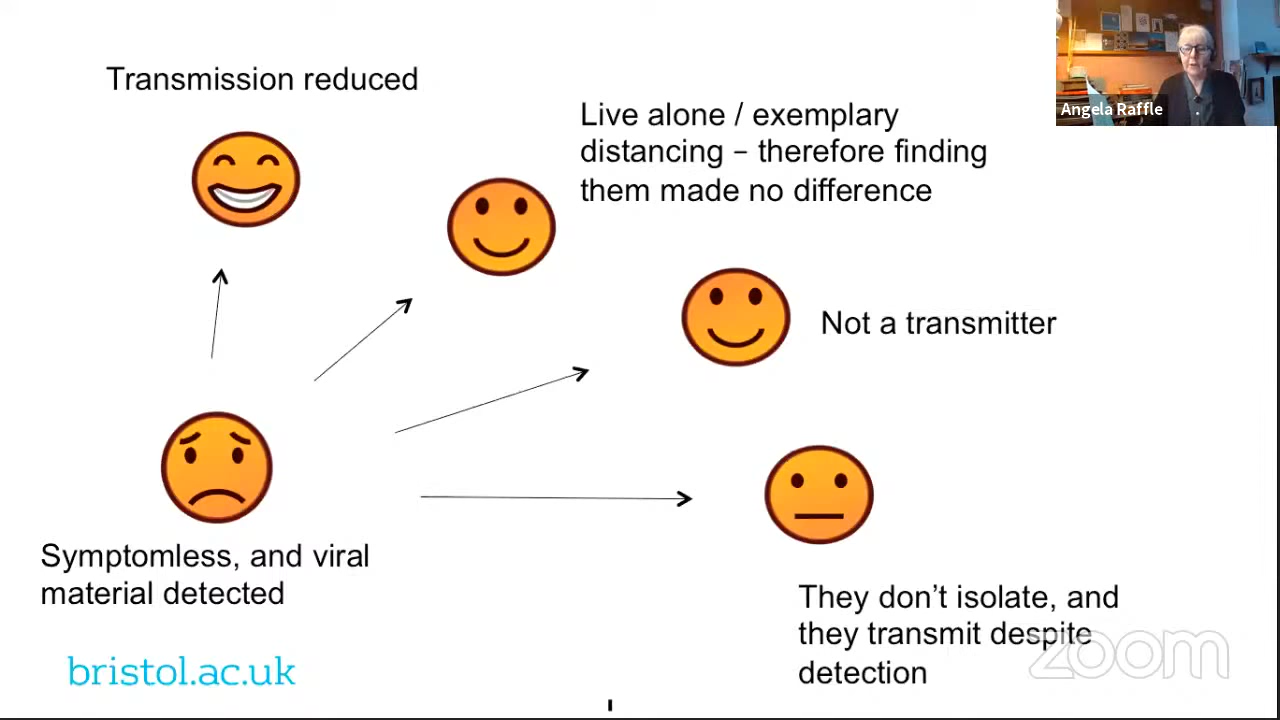 Transmission reduced
Angela Raffle
Live alone / exemplary
distancing – therefore finding
them made no difference
Not a transmitter
Symptomless, and viral
material detected
They don’t isolate, and
they transmit despite
detection
bristol.ac.uk
zoom